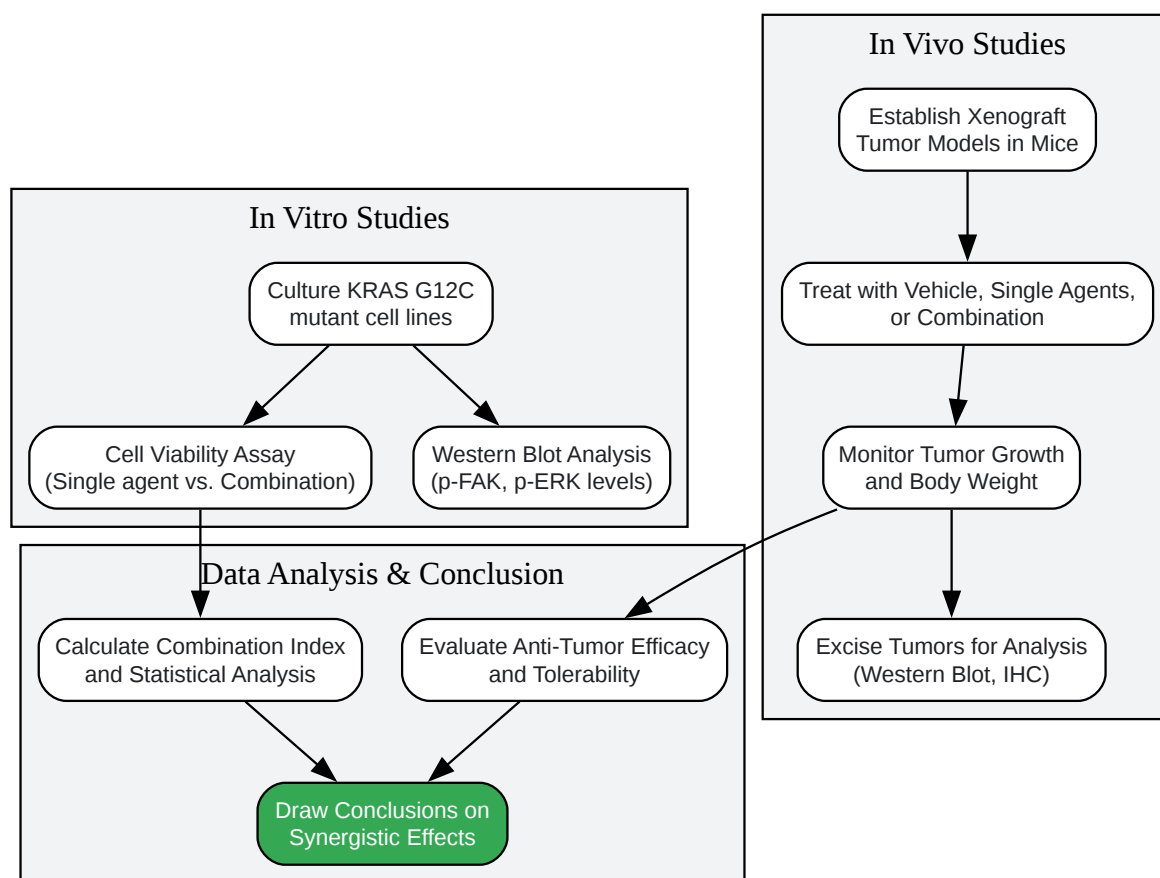 In Vivo Studies
Establish Xenograft
Tumor Models in Mice
Treat with Vehicle, Single Agents,
or Combination
Monitor Tumor Growth
and Body Weight
Excise Tumors for Analysis
(Western Blot, IHC)
In Vitro Studies
Culture KRAS G12C
mutant cell lines
Cell Viability Assay
(Single agent vs. Combination)
Western Blot Analysis
(p-FAK, p-ERK levels)
Data Analysis & Conclusion
Calculate Combination Index
and Statistical Analysis
Evaluate Anti-Tumor Efficacy
and Tolerability
Draw Conclusions on
Synergistic Effects